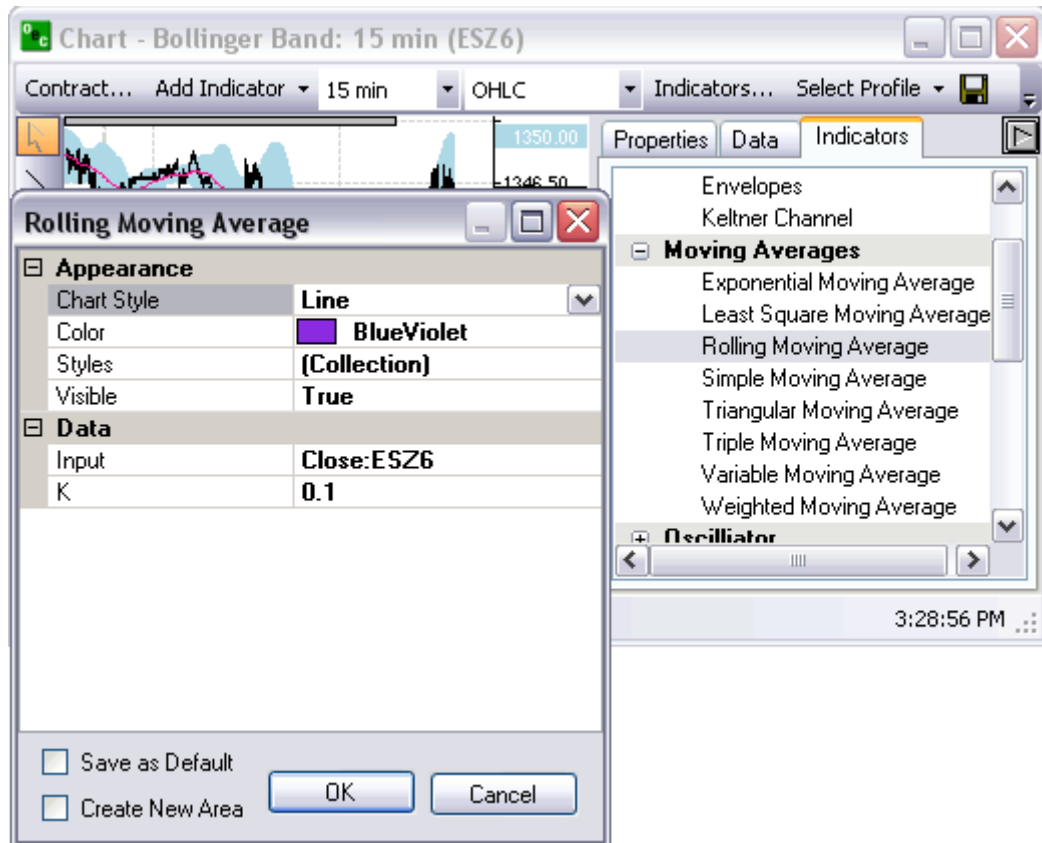 Oec Chart - Bollinger Band: 15 min (ESZ6)
Contract... Add Indicator 15 min OHLC Indicators... Select Profile
1350.00
1346.50
Properties Data Indicators
Envelopes
Keltner Channel
Moving Averages
Exponential Moving Average
Least Square Moving Average
Rolling Moving Average
Simple Moving Average
Triangular Moving Average
Triple Moving Average
Variable Moving Average
Weighted Moving Average
Oscilliator
3:28:56 PM
Rolling Moving Average
Appearance
Chart Style Line
Color BlueViolet
Styles (Collection)
Visible True
Data
Input Close:ESZ6
K 0.1
Save as Default
Create New Area
OK Cancel